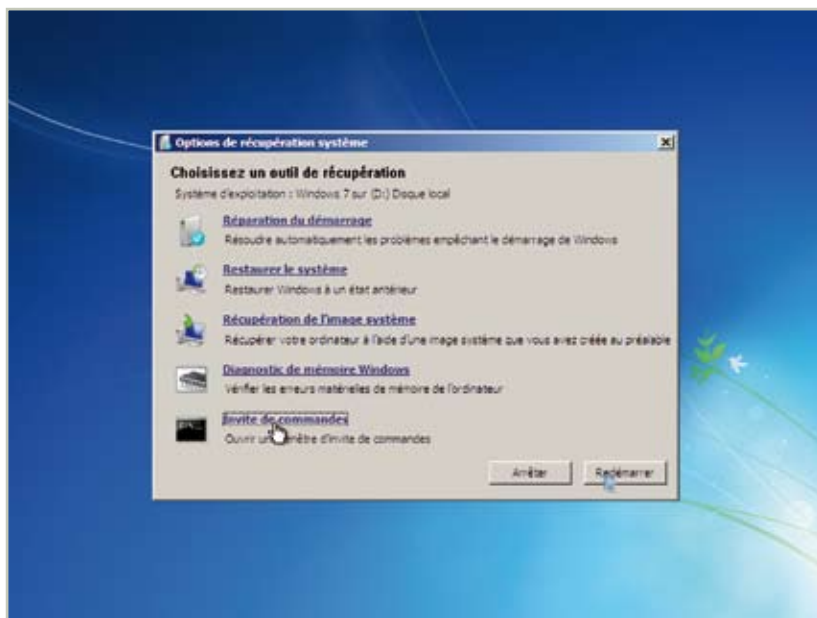 Options de récupération système
Choisissez un outil de récupération
Système d'exploitation : Windows 7 sur (D:) Disque local
Réparation du démarrage
Résoudre automatiquement les problèmes empêchant le démarrage de Windows
Restaurer le système
Restaurer Windows à un état antérieur
Récupération de l'image système
Récupérer votre ordinateur à l'aide d'une image système que vous avez créée au préalable
Diagnostic de mémoire Windows
Vérifier les erreurs matérielles de mémoire de l'ordinateur
Invite de commandes
Ouvrir une fenêtre d'invite de commandes
Arrêter
Redémarrer